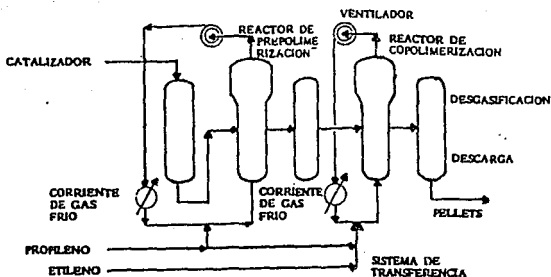 VENTILADOR
REACTOR DE
PREPOLIME
RIZACION
REACTOR DE
COPOLIMERIZACION
CATALIZADOR
DESGASIFICACION
DESCARGA
CORRIENTE
DE GAS
FRIO
CORRIENTE
DE GAS
FRIO
PELLETS
PROPILENO
ETILENO
SISTEMA DE
TRANSFERENCIA